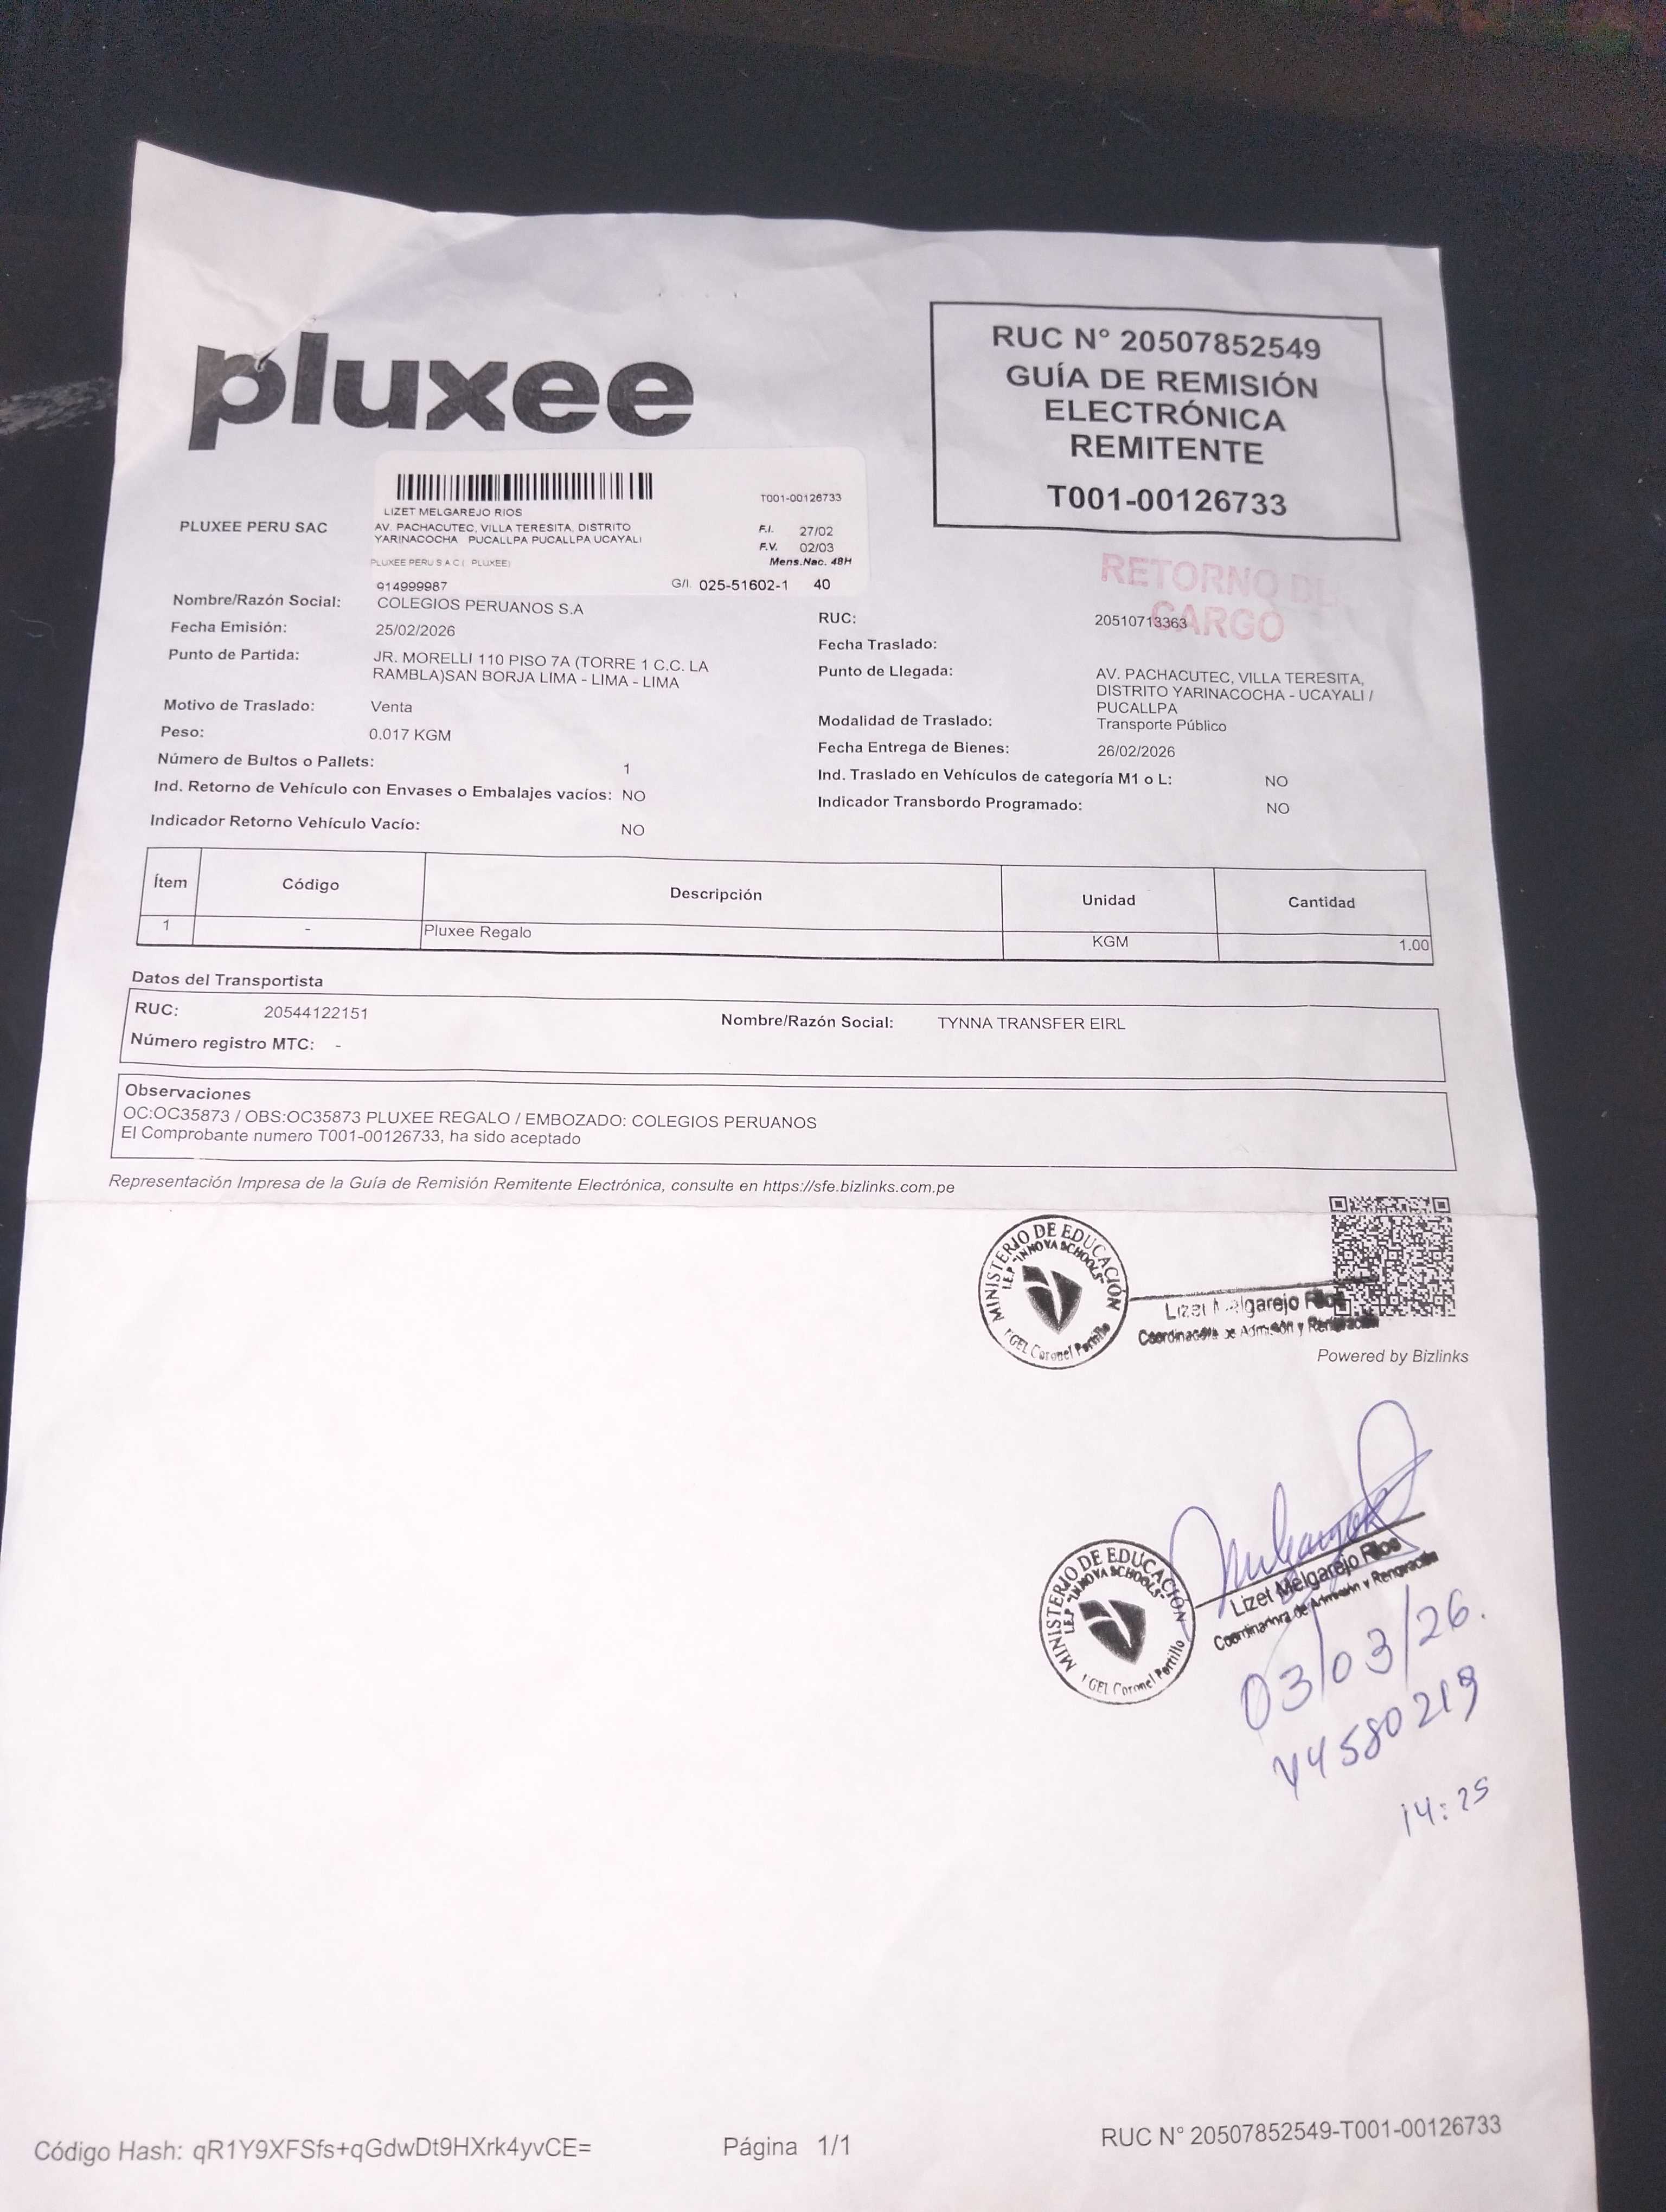 pluxee
RUC N° 20507852549
GUÍA DE REMISIÓN
ELECTRÓNICA
REMITENTE
T001-00126733
T001-00126733
LIZET MELGAREJO RIOS
PLUXEE PERU SAC
AV. PACHACUTEC, VILLA TERESITA, DISTRITO
YARINACOCHA PUCALLPA PUCALLPA UCAYALI
F.I. 27/02
F.V. 02/03
PLUXEE PERU S A C ( PLUXEE)
Mens.Nac. 48H
914999987
G/I. 025-51602-1 40
RETORNO DE
CARGO
Nombre/Razón Social: COLEGIOS PERUANOS S.A
RUC: 20510713363
Fecha Emisión: 25/02/2026
Fecha Traslado:
Punto de Partida: JR. MORELLI 110 PISO 7A (TORRE 1 C.C. LA
RAMBLA)SAN BORJA LIMA - LIMA - LIMA
Punto de Llegada: AV. PACHACUTEC, VILLA TERESITA,
DISTRITO YARINACOCHA - UCAYALI /
PUCALLPA
Motivo de Traslado: Venta
Modalidad de Traslado: Transporte Público
Peso: 0.017 KGM
Fecha Entrega de Bienes: 26/02/2026
Número de Bultos o Pallets: 1
Ind. Traslado en Vehículos de categoría M1 o L: NO
Ind. Retorno de Vehículo con Envases o Embalajes vacíos: NO
Indicador Transbordo Programado: NO
Indicador Retorno Vehículo Vacío: NO
Ítem Código Descripción Unidad Cantidad
1 - Pluxee Regalo KGM 1.00
Datos del Transportista
RUC: 20544122151
Nombre/Razón Social: TYNNA TRANSFER EIRL
Número registro MTC: -
Observaciones
OC:OC35873 / OBS:OC35873 PLUXEE REGALO / EMBOZADO: COLEGIOS PERUANOS
El Comprobante numero T001-00126733, ha sido aceptado
Representación Impresa de la Guía de Remisión Remitente Electrónica, consulte en https://sfe.bizlinks.com.pe
MINISTERIO DE EDUCACIÓN
I.E.P "INNOVA SCHOOLS"
UGEL Coronel Portillo
Lizet Melgarejo Rios
Coordinadora de Admisión y Renovación
Powered by Bizlinks
MINISTERIO DE EDUCACIÓN
I.E.P "INNOVA SCHOOLS"
UGEL Coronel Portillo
Lizet Melgarejo Rios
Coordinadora de Admisión y Renovación
03/03/26.
44580219
14:25
Código Hash: qR1Y9XFSfs+qGdwDt9HXrk4yvCE=
Página 1/1
RUC N° 20507852549-T001-00126733